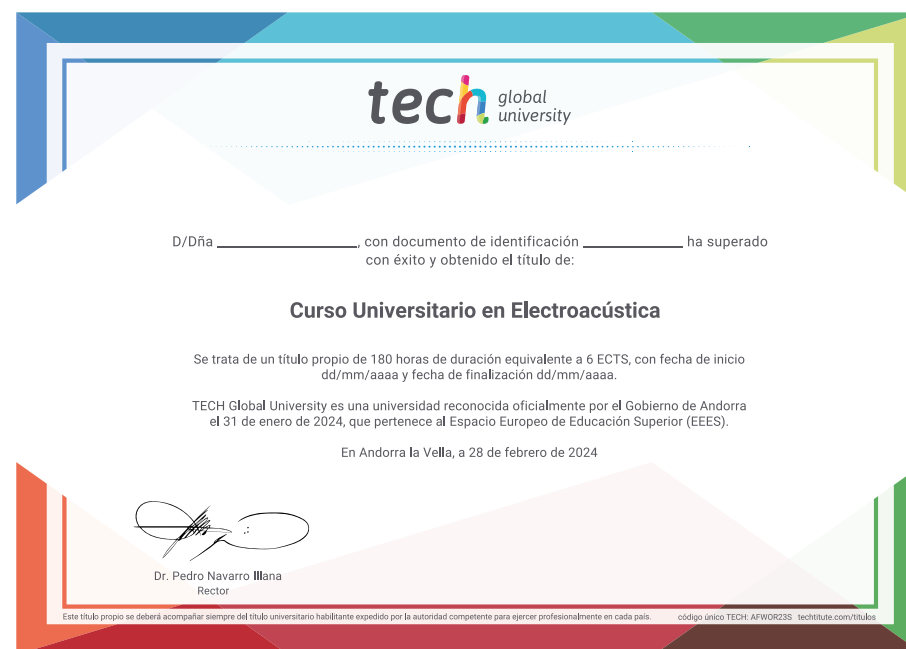 tech global university
D/Dña ____________, con documento de identificación ____________ ha superado
con éxito y obtenido el título de:
Curso Universitario en Electroacústica
Se trata de un título propio de 180 horas de duración equivalente a 6 ECTS, con fecha de inicio
dd/mm/aaaa y fecha de finalización dd/mm/aaaa.
TECH Global University es una universidad reconocida oficialmente por el Gobierno de Andorra
el 31 de enero de 2024, que pertenece al Espacio Europeo de Educación Superior (EEES).
En Andorra la Vella, a 28 de febrero de 2024
Dr. Pedro Navarro Illana
Rector
Este título propio se deberá acompañar siempre del título universitario habilitante expedido por la autoridad competente para ejercer profesionalmente en cada país. código único TECH: AFWOR23S techtitute.com/titulos